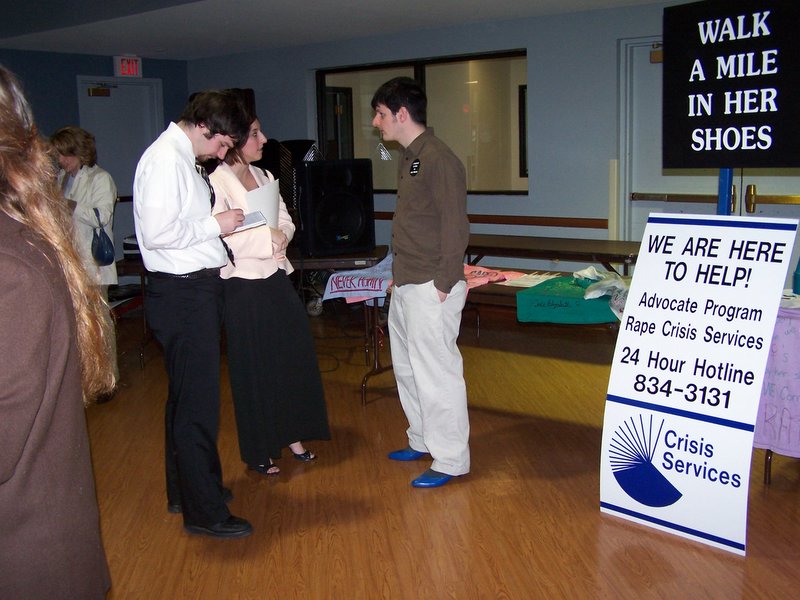 EXIT
WALK
A MILE
IN HER
SHOES
WE ARE HERE
TO HELP!
Advocate Program
Rape Crisis Services
24 Hour Hotline
834-3131
Crisis
Services
NEVER